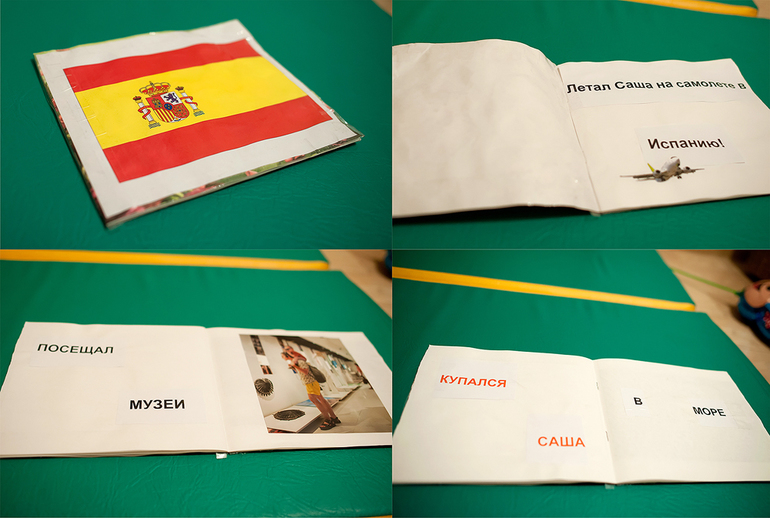 Летал Саша на самолете в
Испанию!
ПОСЕЩАЛ
МУЗЕИ
КУПАЛСЯ
САША
В
МОРЕ